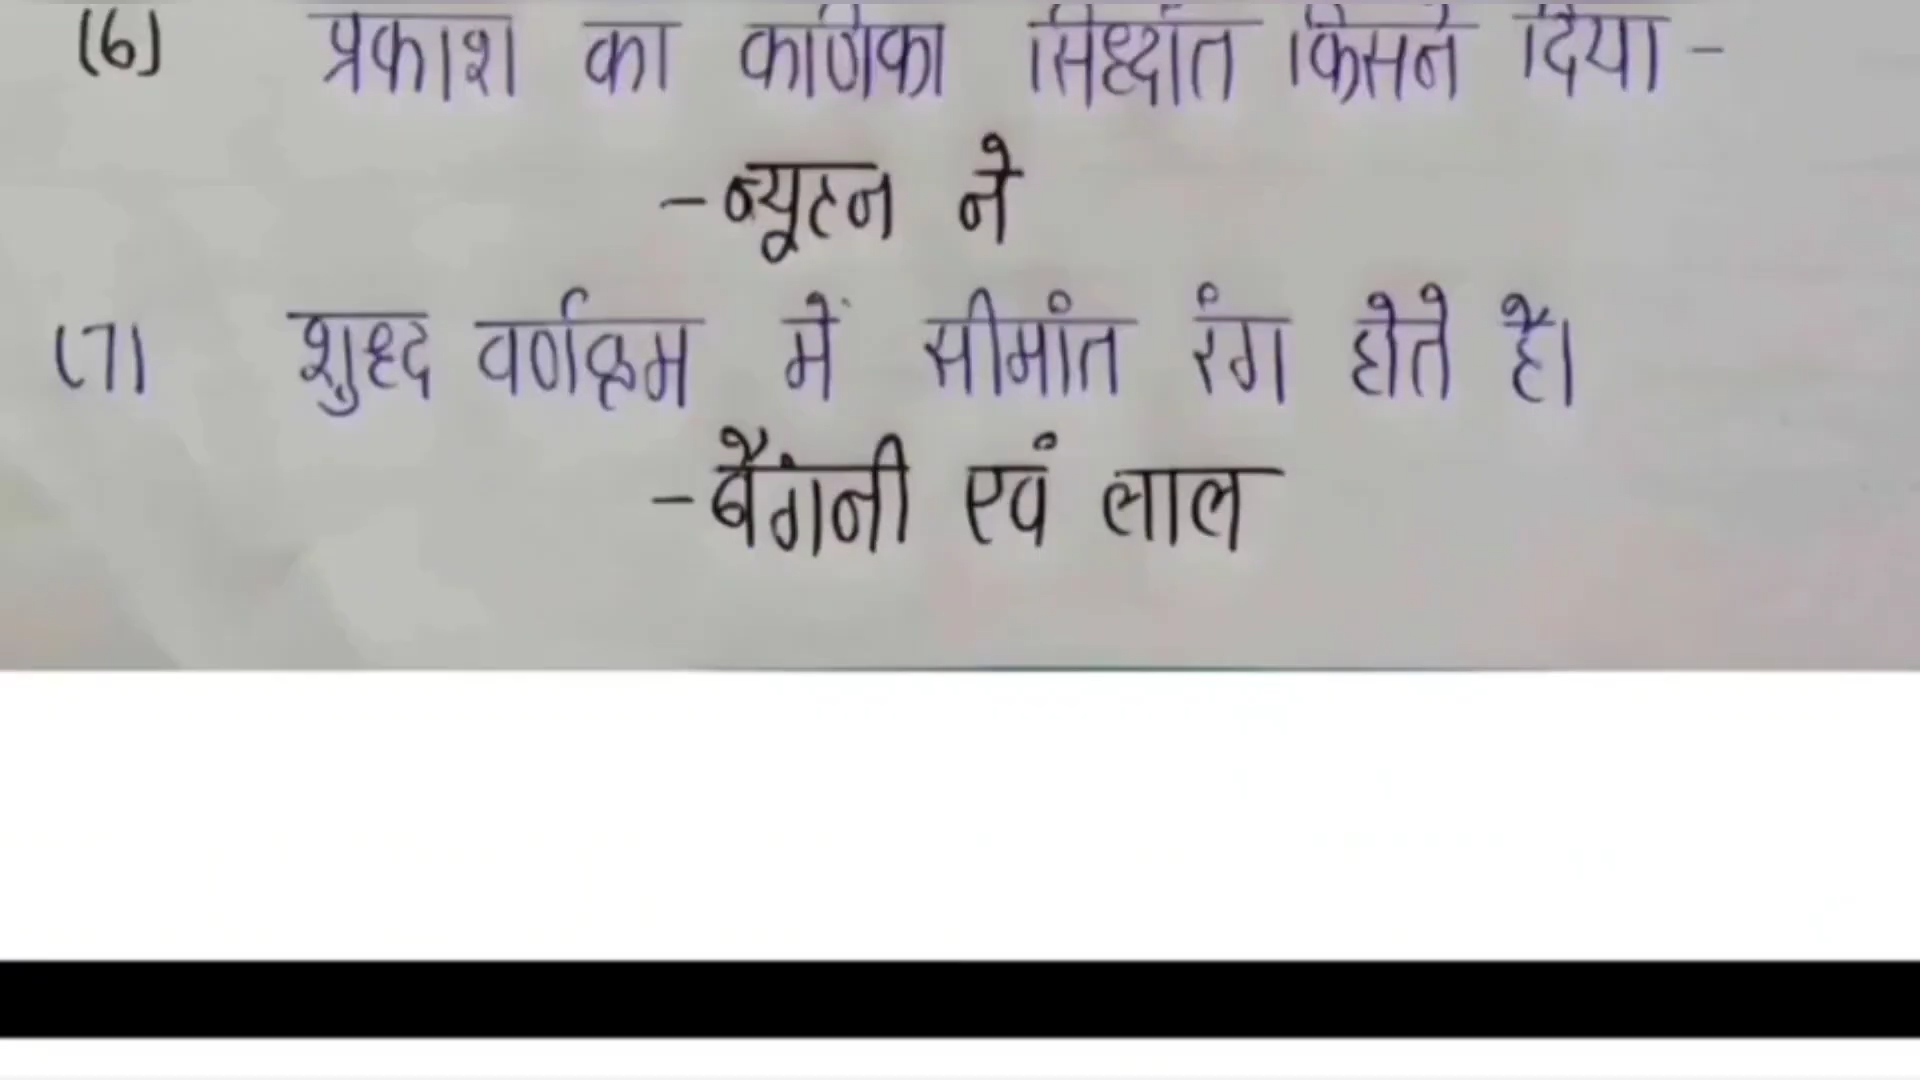 (6) प्रकाश का कणिका सिध्दांत किसने दिया -
- न्यूटन ने
(7) शुध्द वर्णक्रम में सीमांत रंग होते है।
- बैंगनी एवं लाल